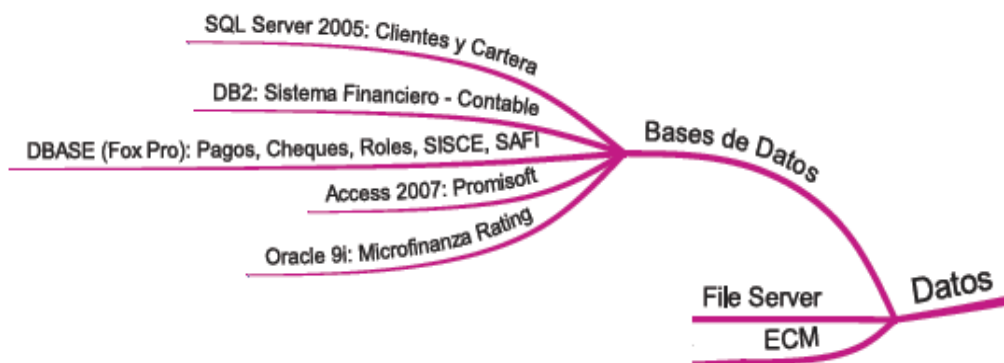 SQL Server 2005: Clientes y Cartera
DB2: Sistema Financiero - Contable
DBASE (Fox Pro): Pagos, Cheques, Roles, SISCE, SAFI
Access 2007: Promisoft
Oracle 9i: Microfinanza Rating
Bases de Datos
File Server
ECM
Datos